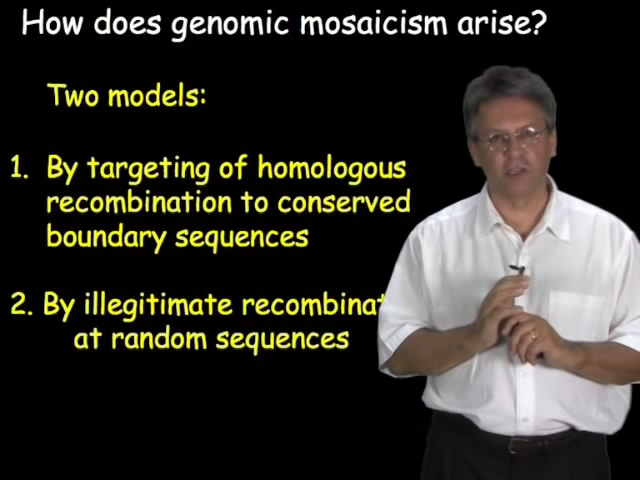 How does genomic mosaicism arise?
Two models:
1. By targeting of homologous
recombination to conserved
boundary sequences
2. By illegitimate
at random sequences